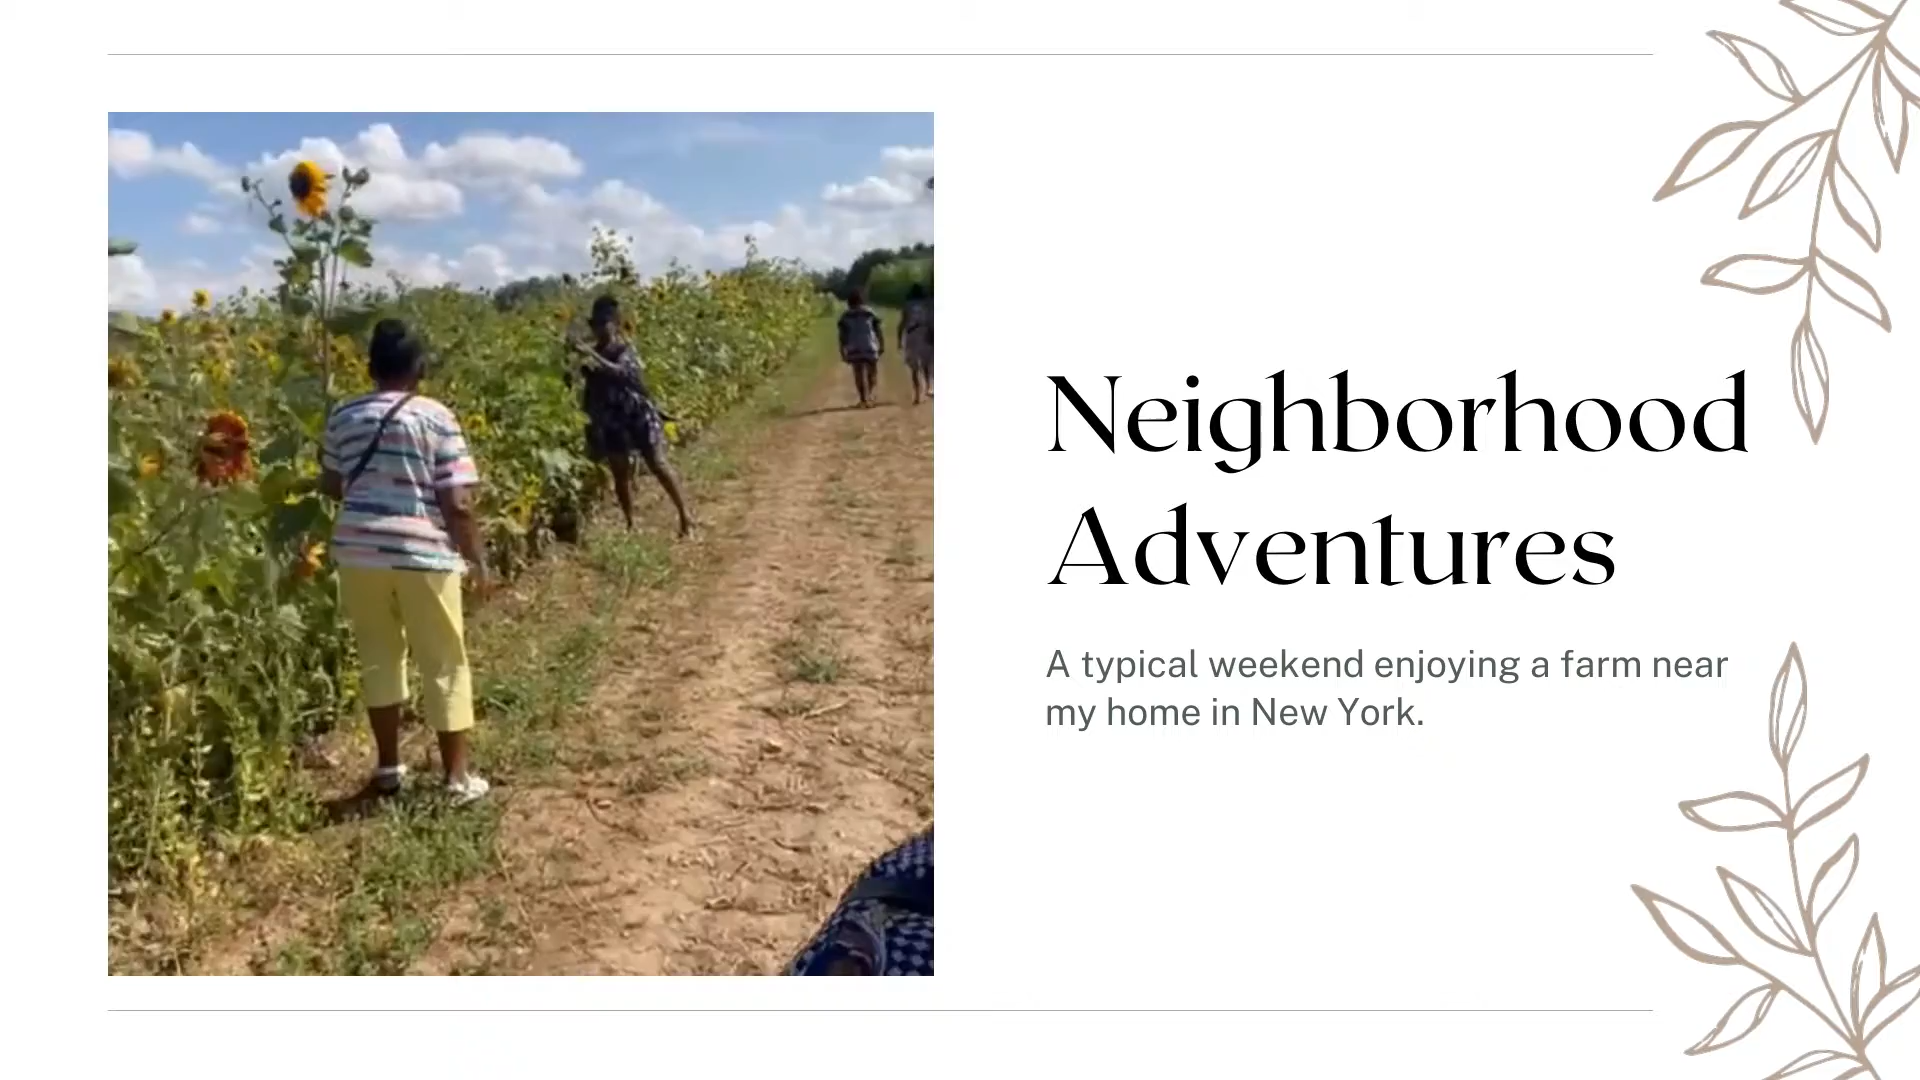 Neighborhood
Adventures
A typical weekend enjoying a farm near
my home in New York.